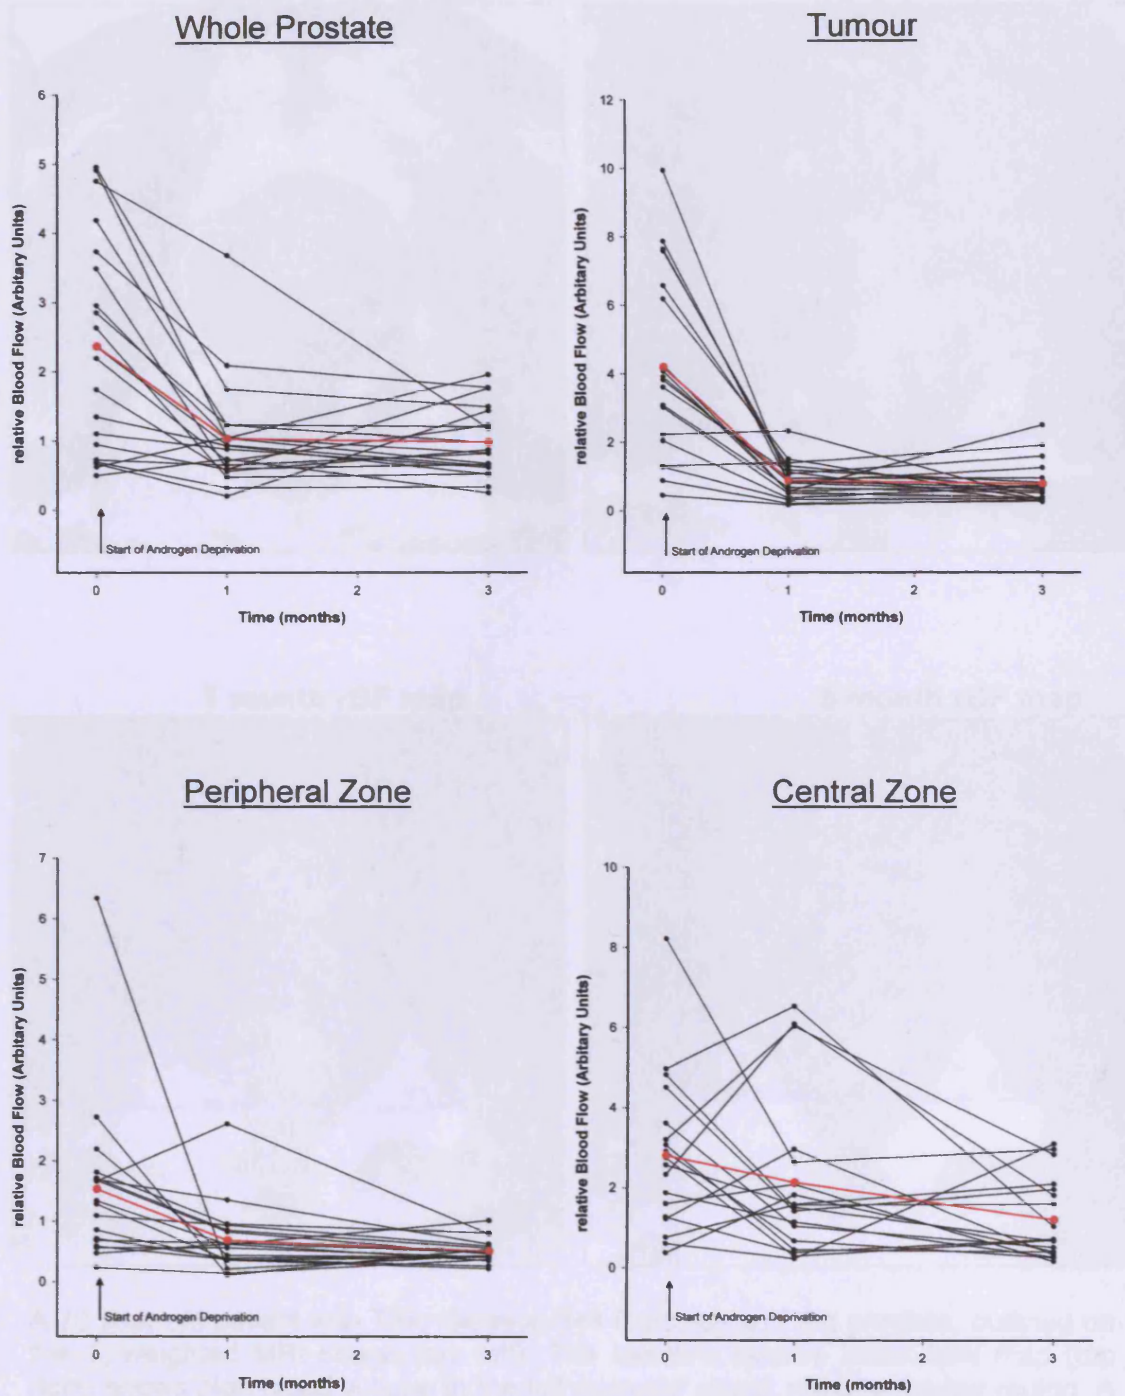 Whole Prostate
Tumour
relative Blood Flow (Arbitary Units)
6
5
4
3
2
1
0
Start of Androgen Deprivation
0 1 2 3
Time (months)
relative Blood Flow (Arbitary Units)
12
10
8
6
4
2
0
Start of Androgen Deprivation
0 1 2 3
Time (months)
Peripheral Zone
Central Zone
relative Blood Flow (Arbitary Units)
7
6
5
4
3
2
1
0
Start of Androgen Deprivation
0 1 2 3
Time (months)
relative Blood Flow (Arbitary Units)
10
8
6
4
2
0
Start of Androgen Deprivation
0 1 2 3
Time (months)